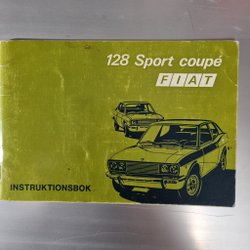 128 Sport coupé
FIAT
INSTRUKTIONSBOK